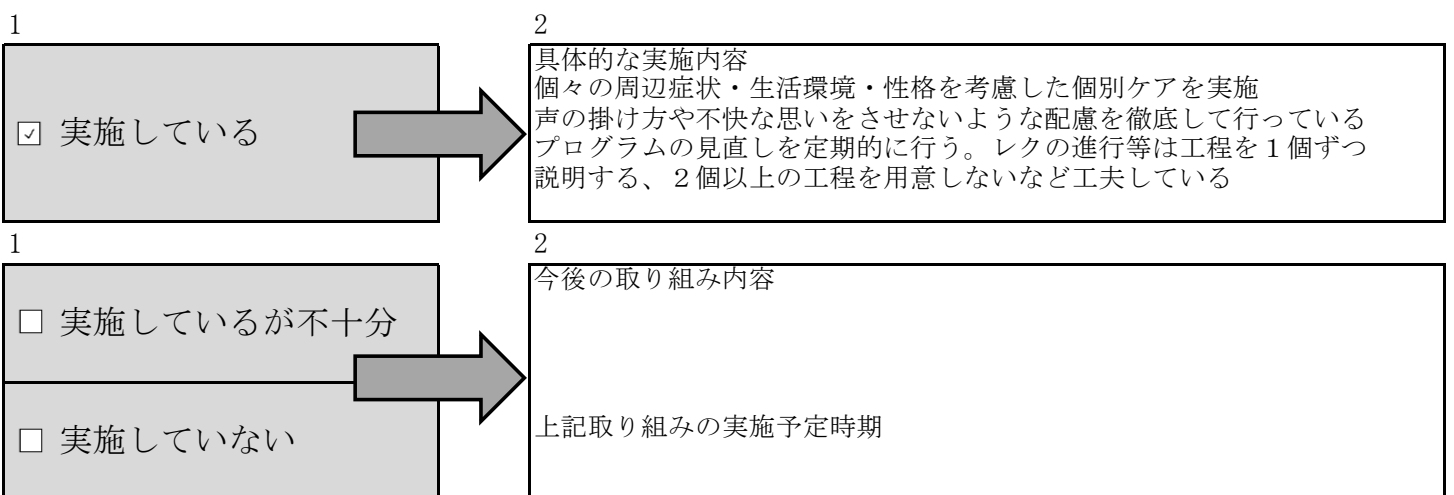 1
2
☑ 実施している
具体的な実施内容
個々の周辺症状・生活環境・性格を考慮した個別ケアを実施
声の掛け方や不快な思いをさせないような配慮を徹底して行っている
プログラムの見直しを定期的に行う。レクの進行等は工程を１個ずつ
説明する、２個以上の工程を用意しないなど工夫している
1
2
☐ 実施しているが不十分
☐ 実施していない
今後の取り組み内容
上記取り組みの実施予定時期